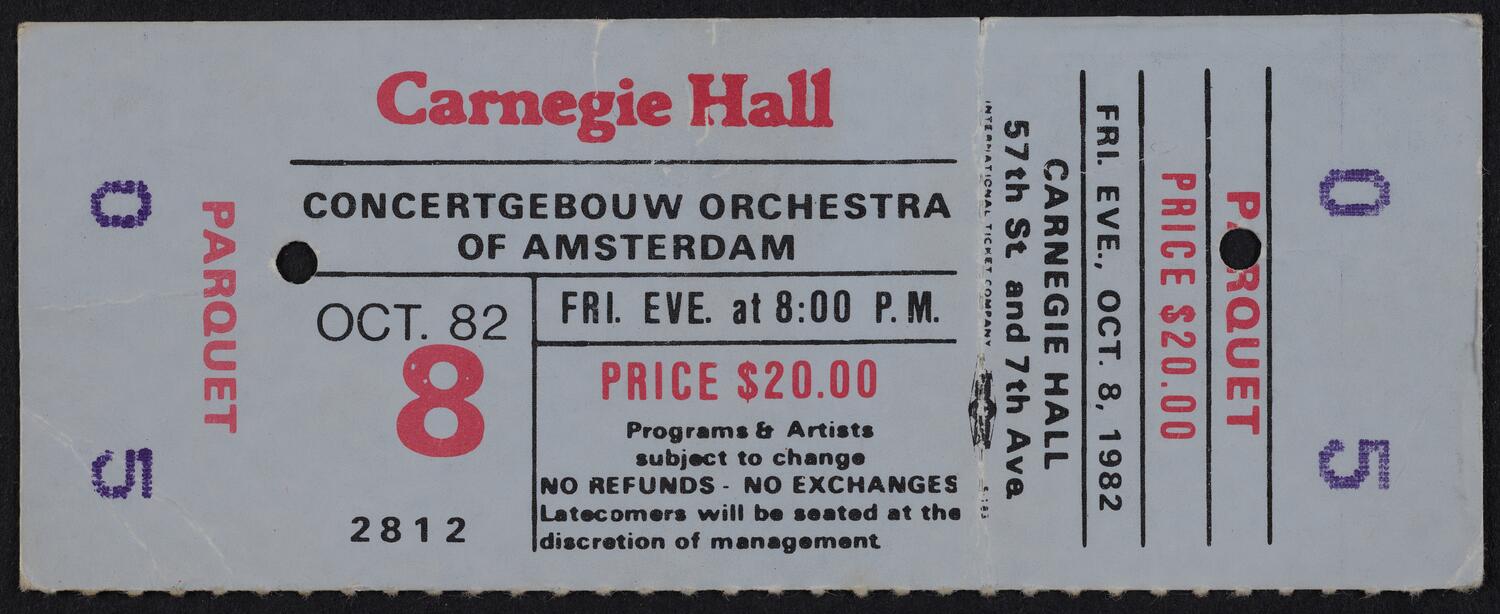 O
5
PARQUET
Carnegie Hall
CONCERTGEBOUW ORCHESTRA
OF AMSTERDAM
OCT. 82
8
2812
FRI. EVE. at 8:00 P.M.
PRICE $20.00
Programs & Artists
subject to change
NO REFUNDS - NO EXCHANGES
Latecomers will be seated at the
discretion of management
INTERNATIONAL TICKET COMPANY
57th St and 7th Ave
CARNEGIE HALL
FRI. EVE., OCT. 8, 1982
PRICE $20.00
PARQUET
O
5